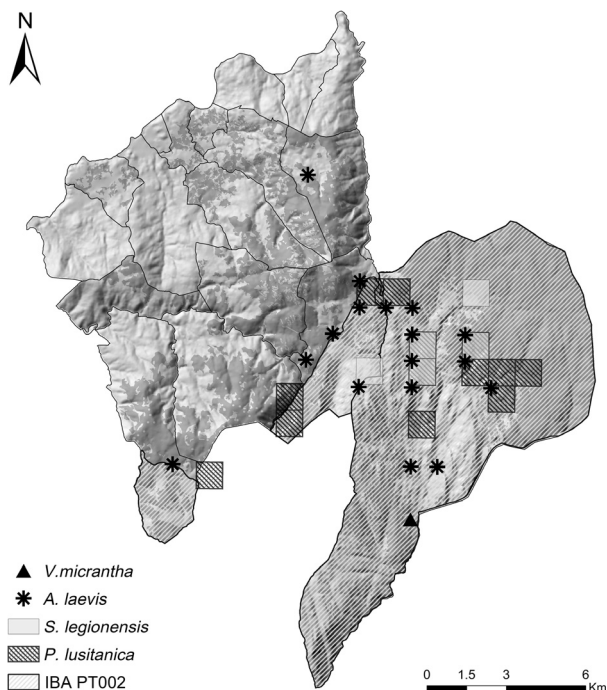 N
V.micrantha
A. laevis
S. legionensis
P. lusitanica
IBA PT002
0 1.5 3 6
Km